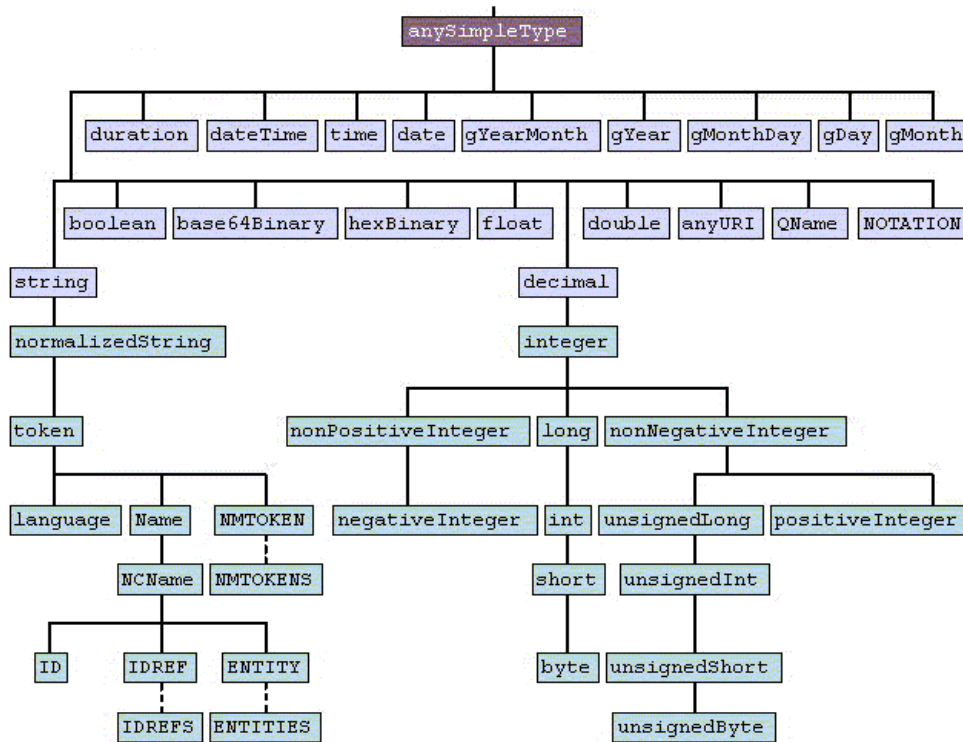 anySimpleType
duration dateTime time date gYearMonth gYear gMonthDay gDay gMonth
boolean base64Binary hexBinary float double anyURI QName NOTATION
string decimal
normalizedString integer
token nonPositiveInteger long nonNegativeInteger
language Name NMTOKEN negativeInteger int unsignedLong positiveInteger
NCName NMTOKENS short unsignedInt
ID IDREF ENTITY byte unsignedShort
IDREFS ENTITIES unsignedByte